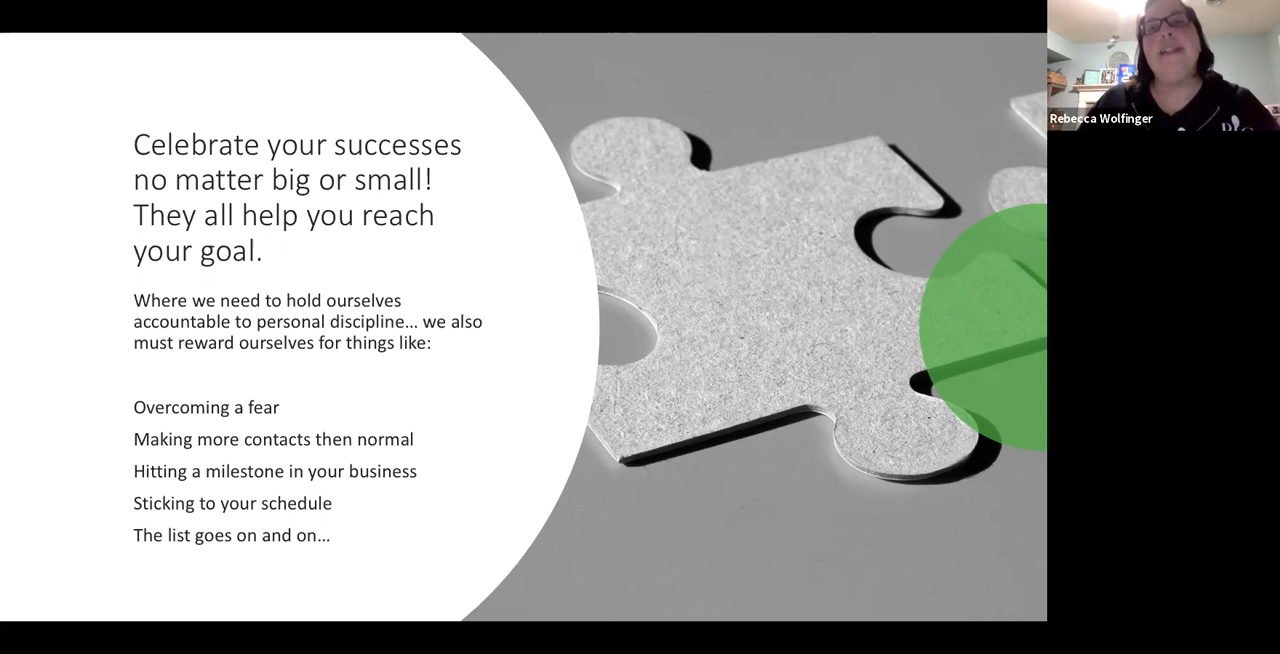 Celebrate your successes
no matter big or small!
They all help you reach
your goal.
Where we need to hold ourselves
accountable to personal discipline... we also
must reward ourselves for things like:
Overcoming a fear
Making more contacts then normal
Hitting a milestone in your business
Sticking to your schedule
The list goes on and on...
Rebecca Wolfinger